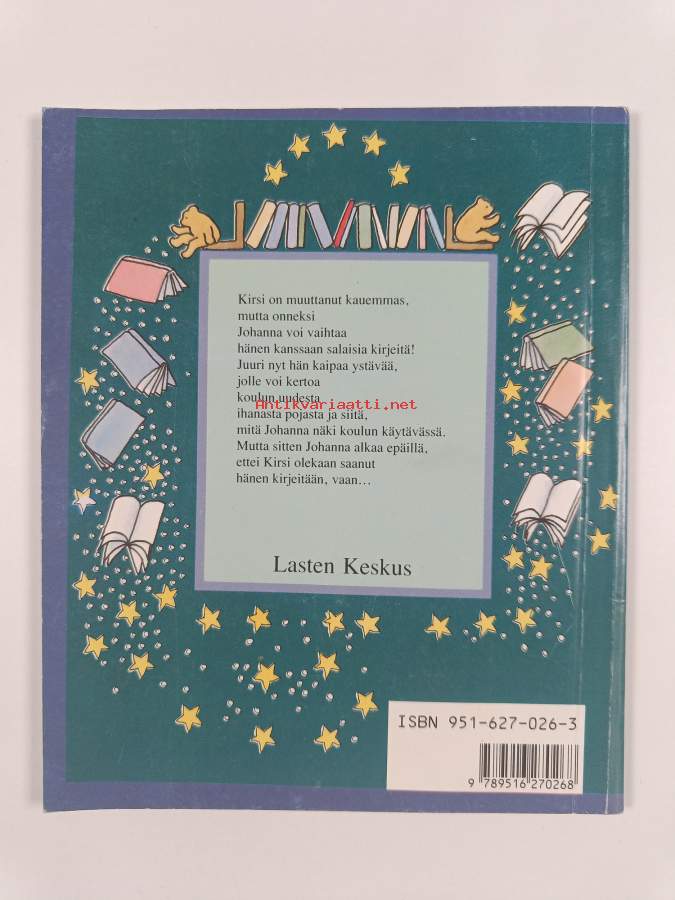 Kirsi on muuttanut kauemmas,
mutta onneksi
Johanna voi vaihtaa
hänen kanssaan salaisia kirjeitä!
Juuri nyt hän kaipaa ystävää,
jolle voi kertoa
koulun uudesta
Antikvariaatti.net
ihanasta pojasta ja siitä,
mitä Johanna näki koulun käytävässä.
Mutta sitten Johanna alkaa epäillä,
ettei Kirsi olekaan saanut
hänen kirjeitään, vaan...
Lasten Keskus
ISBN 951-627-026-3
9 789516 270268